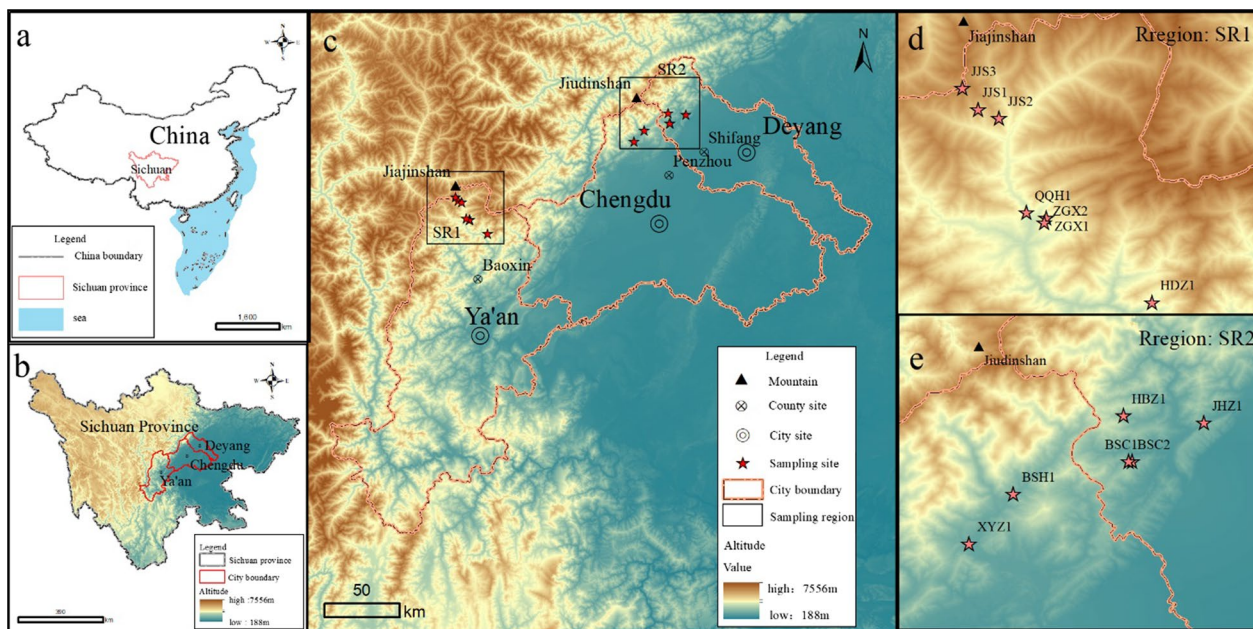 a
N
W E
S
China
Sichuan
Legend
China boundary
Sichuan province
sea
1,600
km
b
N
W E
S
Sichuan Province
Deyang
Chengdu
Ya'an
Legend
Sichuan province
City boundary
Altitude
high :7556m
low : 188m
km
c
N
SR2
Jiudinshan
Deyang
Shifang
Penzhou
Jiajinshan
Chengdu
SR1
Baoxin
Ya'an
Legend
Mountain
County site
City site
Sampling site
City boundary
Sampling region
Altitude
Value
high: 7556m
low: 188m
50
km
d
Rregion: SR1
Jiajinshan
JJS3
JJS1
JJS2
QQH1
ZGX2
ZGX1
HDZ1
e
Rregion: SR2
Jiudinshan
HBZ1
JHZ1
BSC1BSC2
BSH1
XYZ1